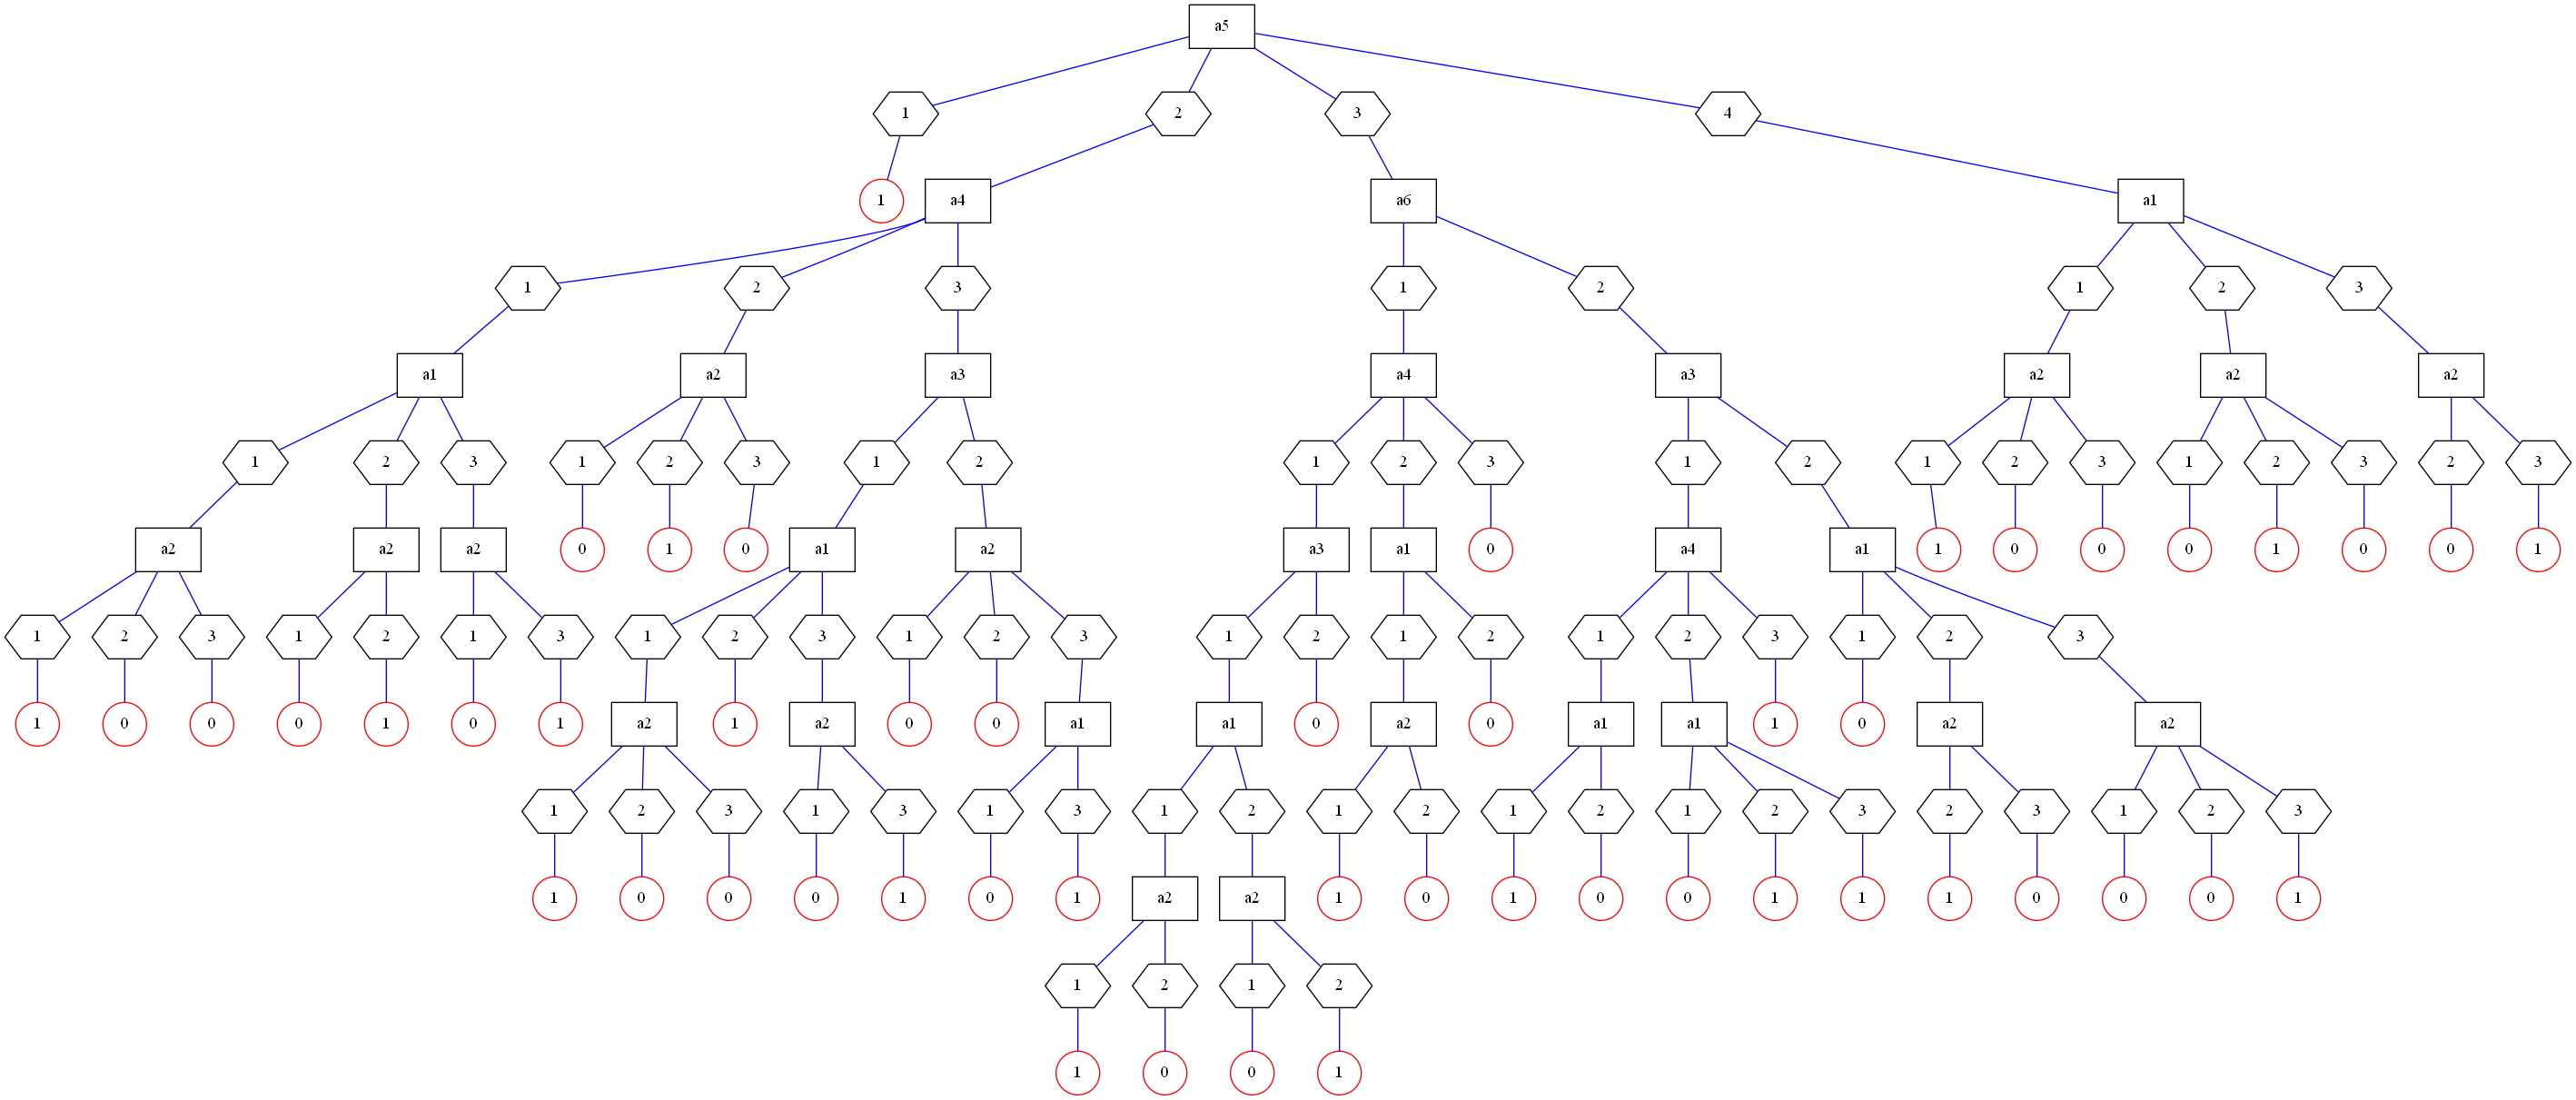 a5
1 2 3 4
1 a4 a6 a1
1 2 3 1 2 1 2 3
a1 a2 a3 a4 a3 a2 a2 a2
1 2 3 1 2 3 1 2 1 2 3 1 2 1 2 3 1 2 3 2 3
a2 a2 a2 0 1 0 a1 a2 a3 a1 0 a4 a1 1 0 0 0 1 0 0 1
1 2 3 1 2 1 3 1 2 3 1 2 3 1 2 1 2 1 2 3 1 2 3
1 0 0 0 1 0 1 a2 1 a2 0 0 a1 a1 0 a2 0 a1 a1 1 0 a2 a2
1 2 3 1 3 1 3 1 2 1 2 1 2 1 2 3 2 3 1 2 3
1 0 0 0 1 0 1 a2 a2 1 0 1 0 0 1 1 1 0 0 0 1
1 2 1 2
1 0 0 1